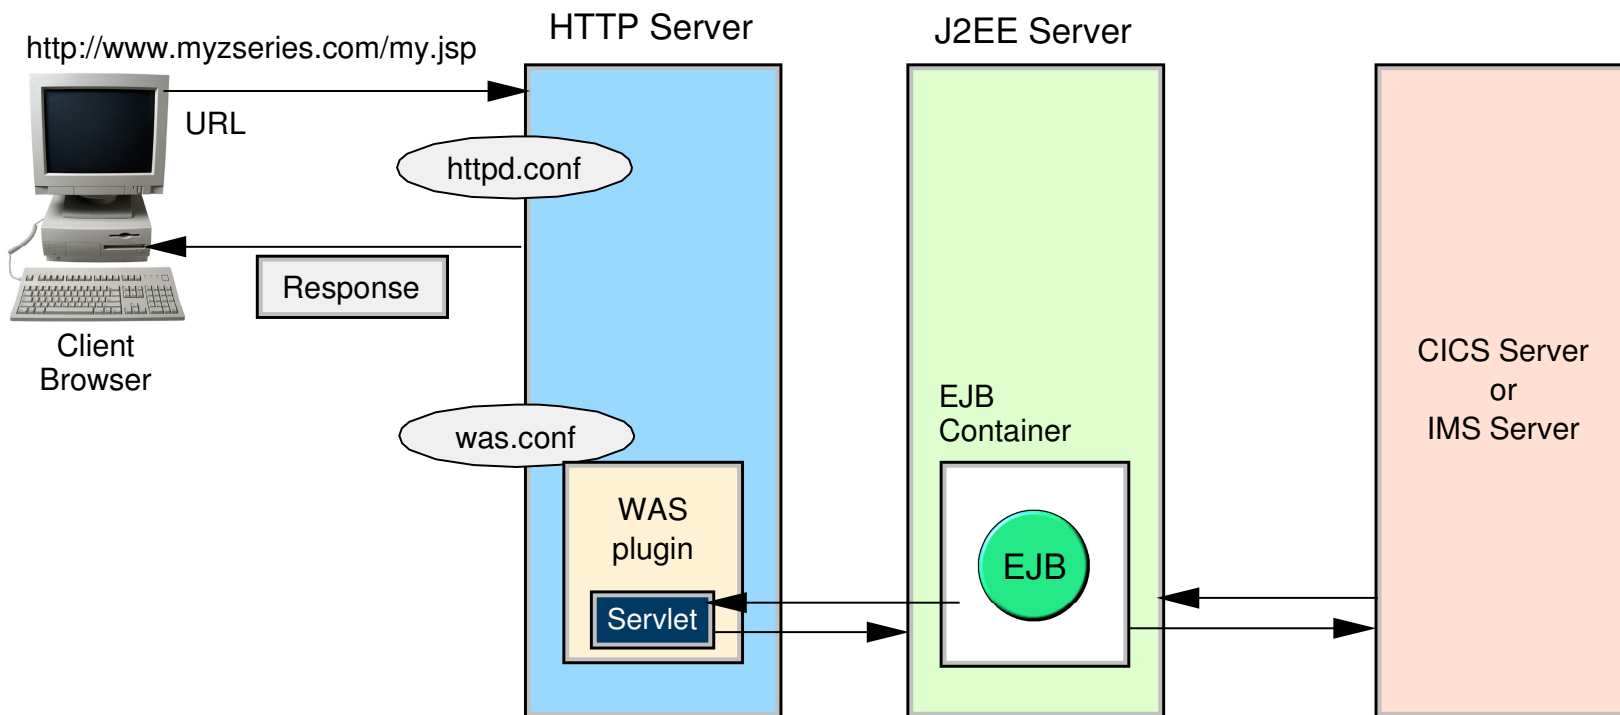 HTTP Server
J2EE Server
http://www.myzseries.com/my.jsp
URL
httpd.conf
Response
Client
Browser
was.conf
WAS
plugin
Servlet
EJB
Container
EJB
CICS Server
or
IMS Server